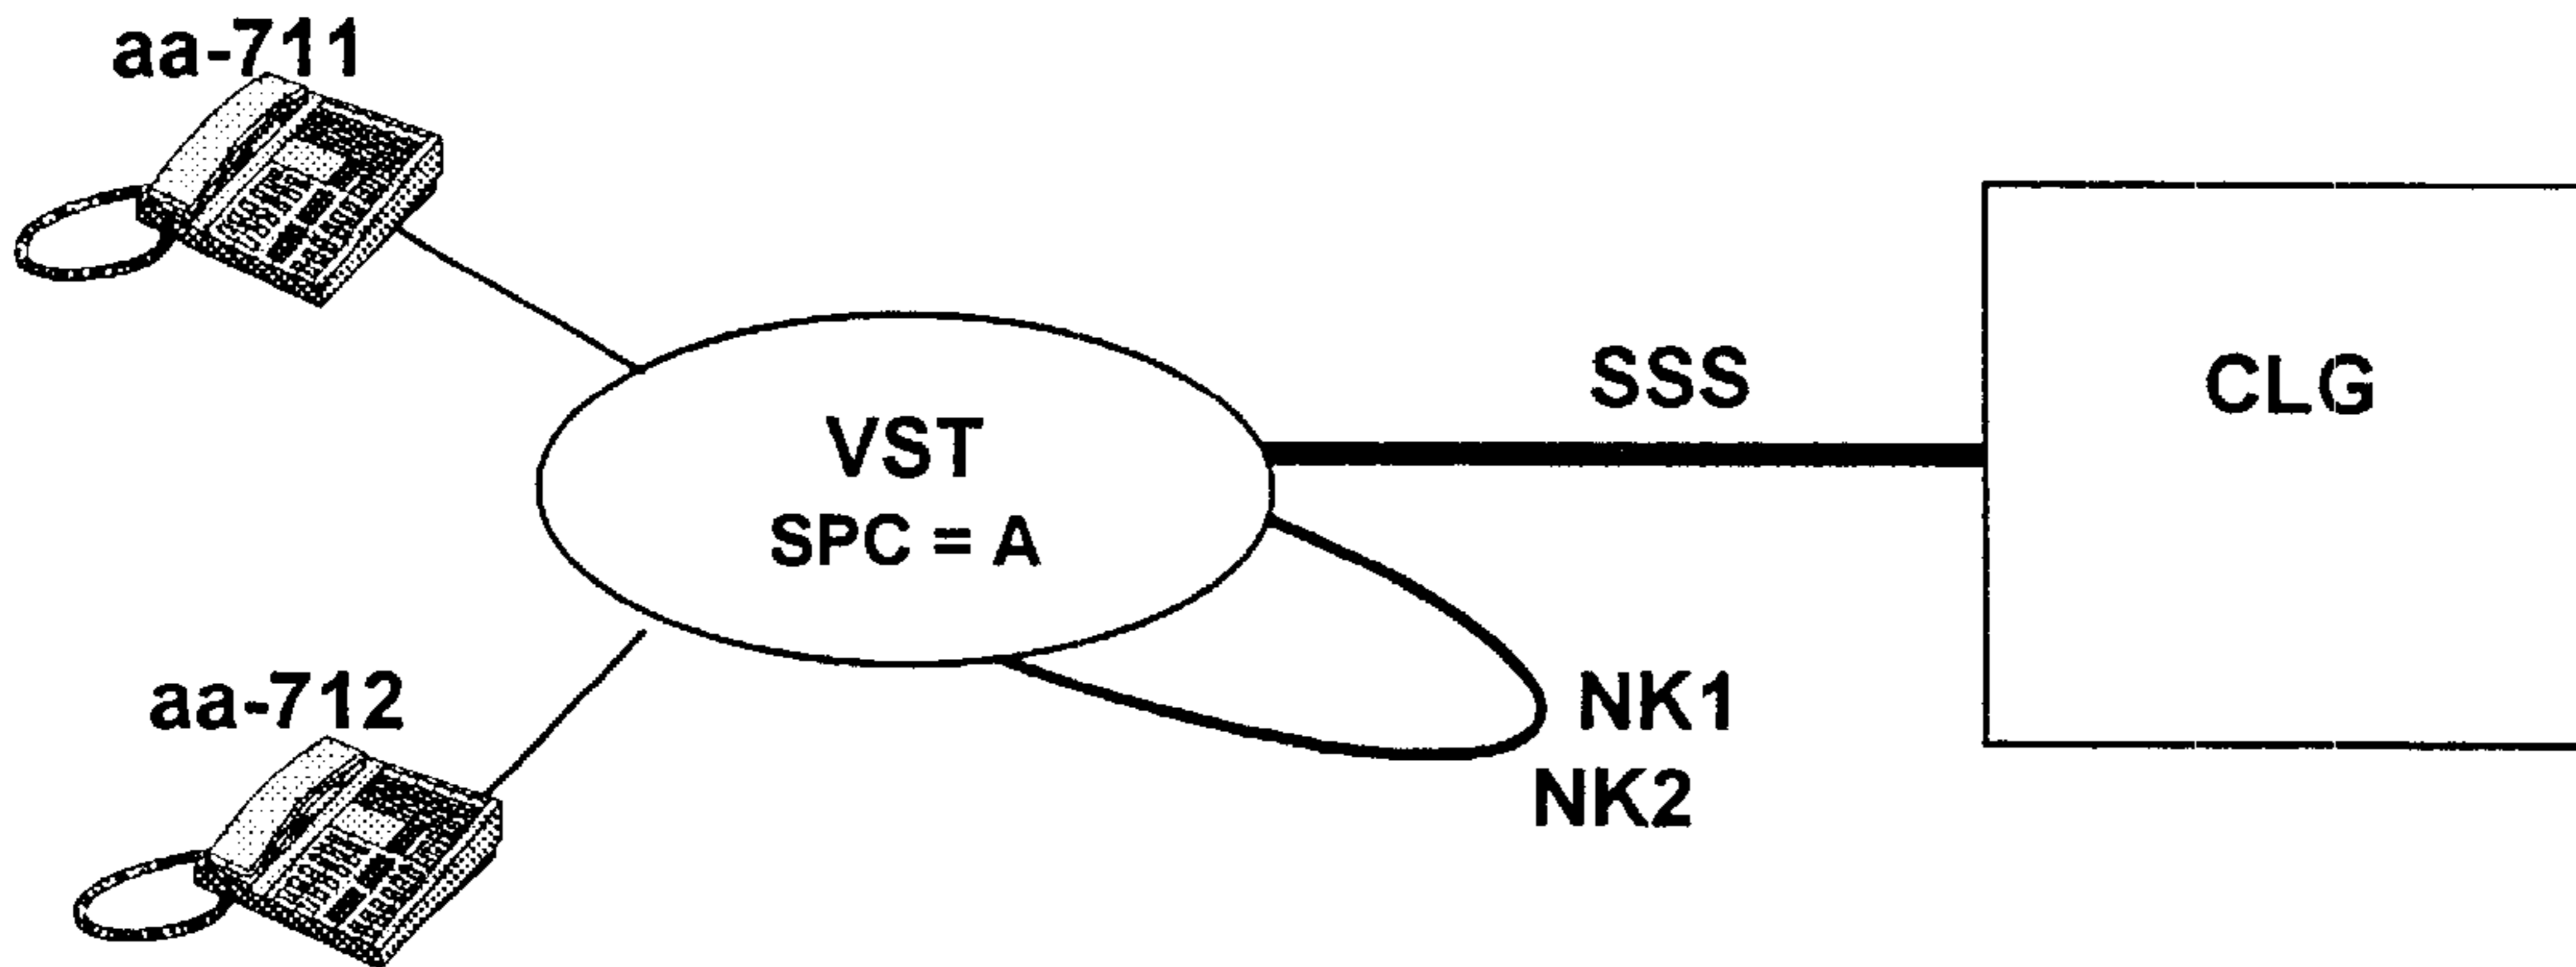 aa-711
SSS
CLG
VST
SPC = A
aa-712
NK1
NK2